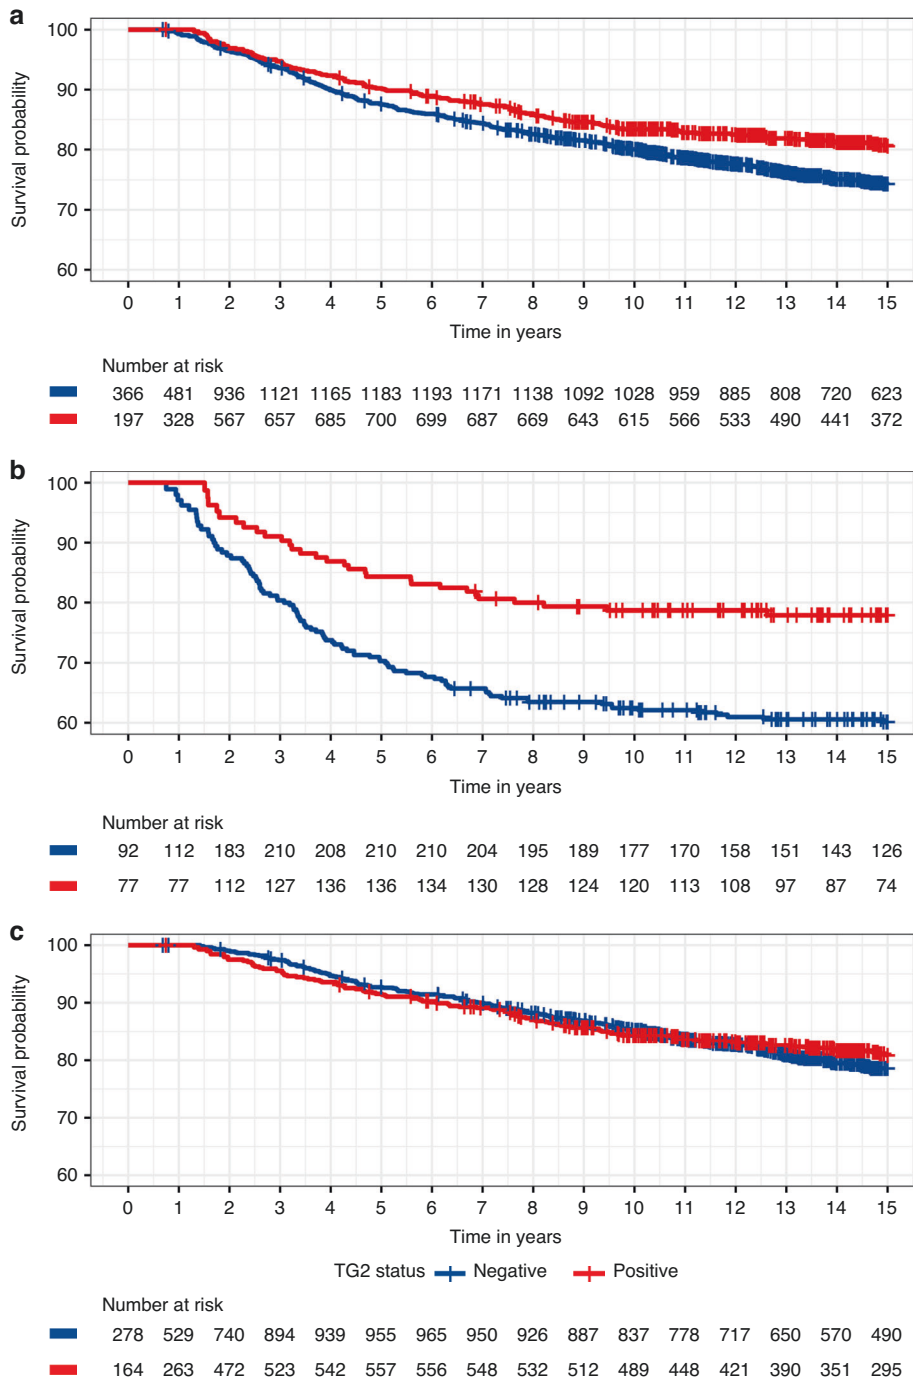 a
Survival probability
100
90
80
70
60
0 1 2 3 4 5 6 7 8 9 10 11 12 13 14 15
Time in years
Number at risk
366 481 936 1121 1165 1183 1193 1171 1138 1092 1028 959 885 808 720 623
197 328 567 657 685 700 699 687 669 643 615 566 533 490 441 372
b
Survival probability
100
90
80
70
60
0 1 2 3 4 5 6 7 8 9 10 11 12 13 14 15
Time in years
Number at risk
92 112 183 210 208 210 210 204 195 189 177 170 158 151 143 126
77 77 112 127 136 136 134 130 128 124 120 113 108 97 87 74
c
Survival probability
100
90
80
70
60
0 1 2 3 4 5 6 7 8 9 10 11 12 13 14 15
Time in years
TG2 status Negative Positive
Number at risk
278 529 740 894 939 955 965 950 926 887 837 778 717 650 570 490
164 263 472 523 542 557 556 548 532 512 489 448 421 390 351 295